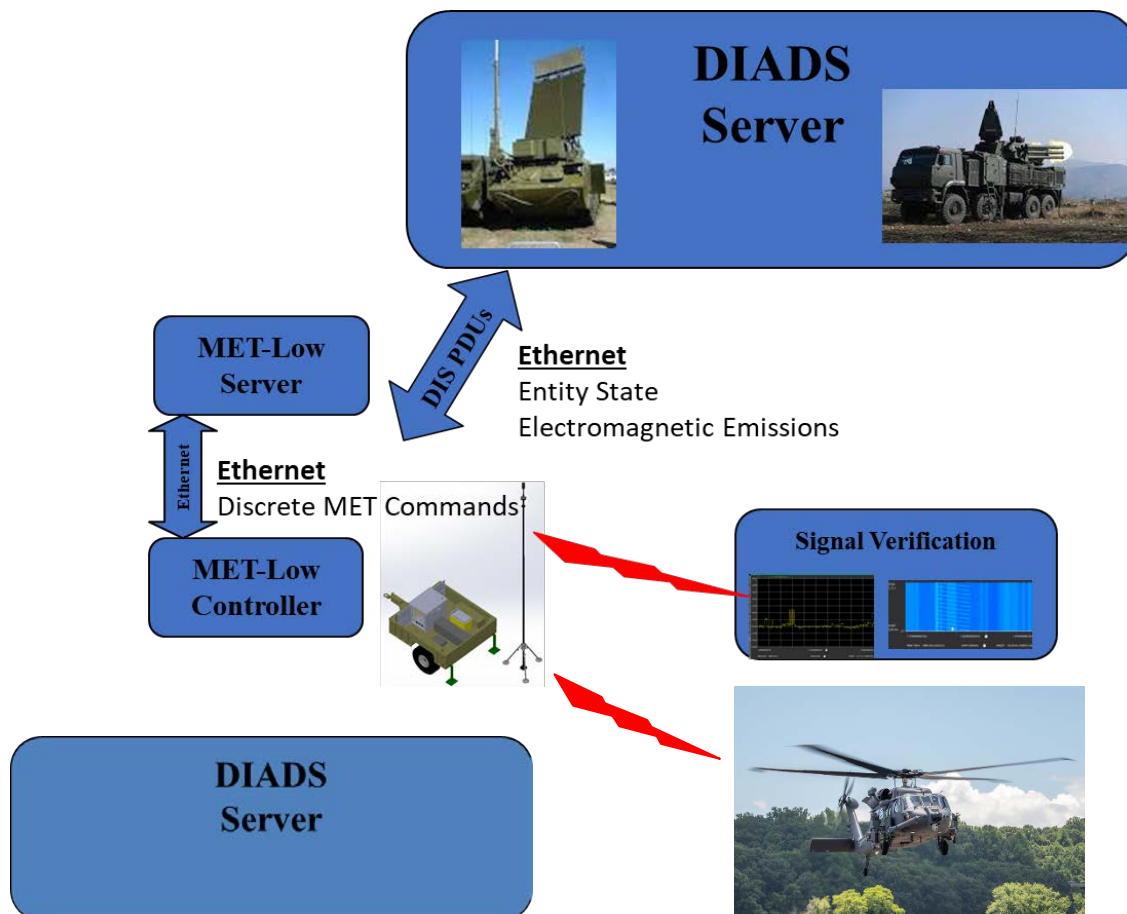 DIADS
Server
MET-Low
Server
DIS PDUs
Ethernet
Entity State
Electromagnetic Emissions
Ethernet
Ethernet
Discrete MET Commands
MET-Low
Controller
Signal Verification
DIADS
Server